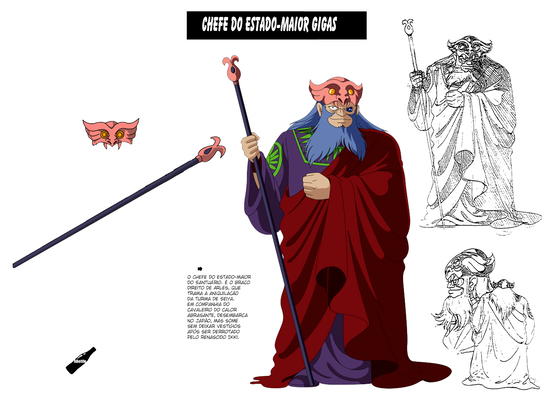 CHEFE DO ESTADO-MAIOR GIGAS
O CHEFE DO ESTADO-MAIOR
DO SANTUÁRIO. É O BRAÇO
DIREITO DE ARLES, QUE
TRAMA A ANIQUILAÇÃO
DA TURMA DE SEIYA.
EM COMPANHIA DO
CAVALEIRO DO CALOR
ABRASANTE, DESEMBARCA
NO JAPÃO, MAS SOME
SEM DEIXAR VESTÍGIOS
APÓS SER DERROTADO
PELO RENASCIDO IKKI.